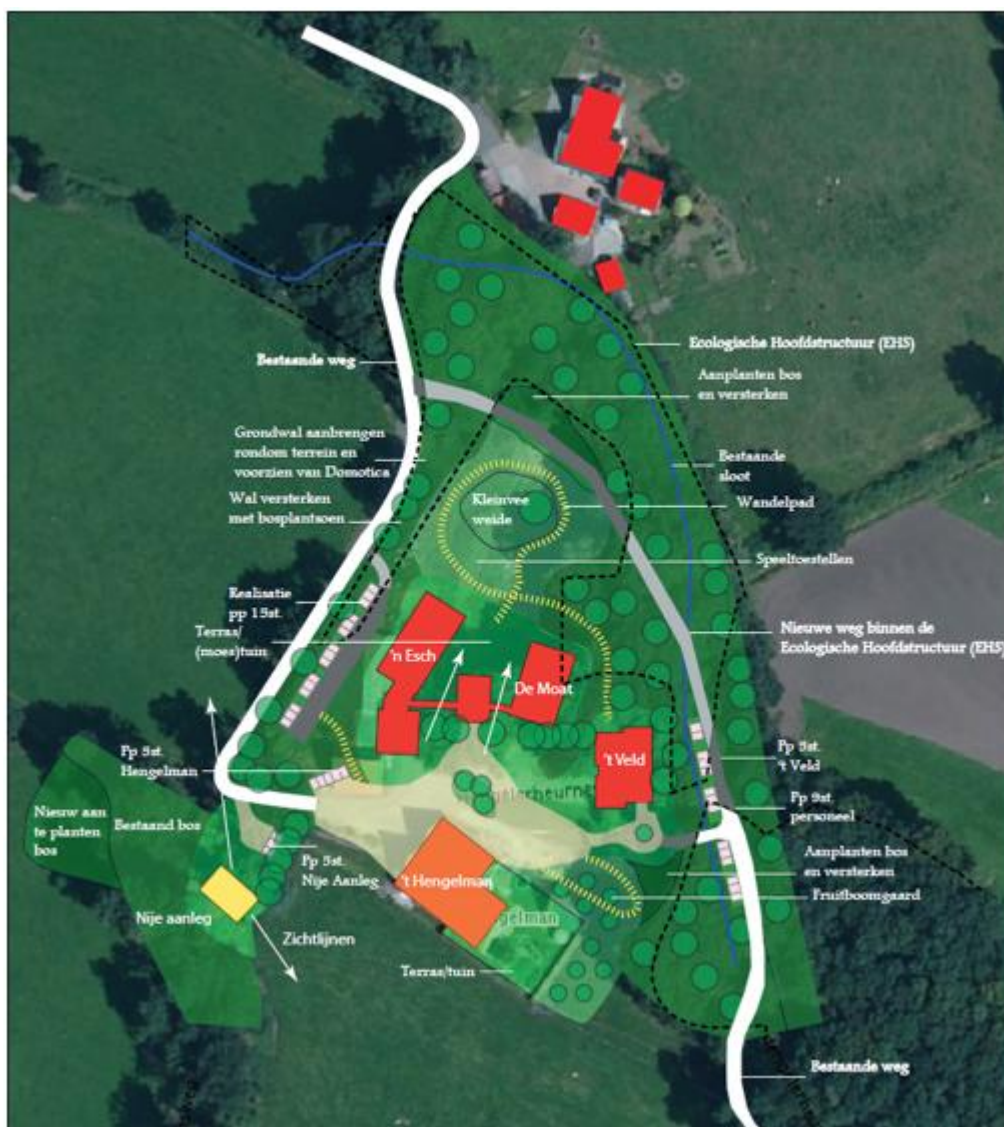 Ecologische Hoofdstructuur (EHS)
Bestaande weg
Aanplanten bos
en versterken
Grondwal aanbrengen
rondom terrein en
voorzien van Domotica
Bestaande
sloot
Wal versterken
met bosplantsoen
Kleinvee
weide
Wandelpad
Speeltoestellen
Realisatie
pp 15st.
Terras/
(moes)tuin
Nieuwe weg binnen de
Ecologische Hoofdstructuur (EHS)
'n Esch
De Moat
Pp 5st.
Hengelman
't Veld
Pp 5st.
't Veld
Pp 9st.
personeel
Nieuw aan
te planten
bos
Bestaand bos
Pp 5st.
Nije Aanleg
't Hengelman
Aanplanten bos
en versterken
Fruitboomgaard
Nije aanleg
Zichtlijnen
Terras/tuin
Bestaande weg